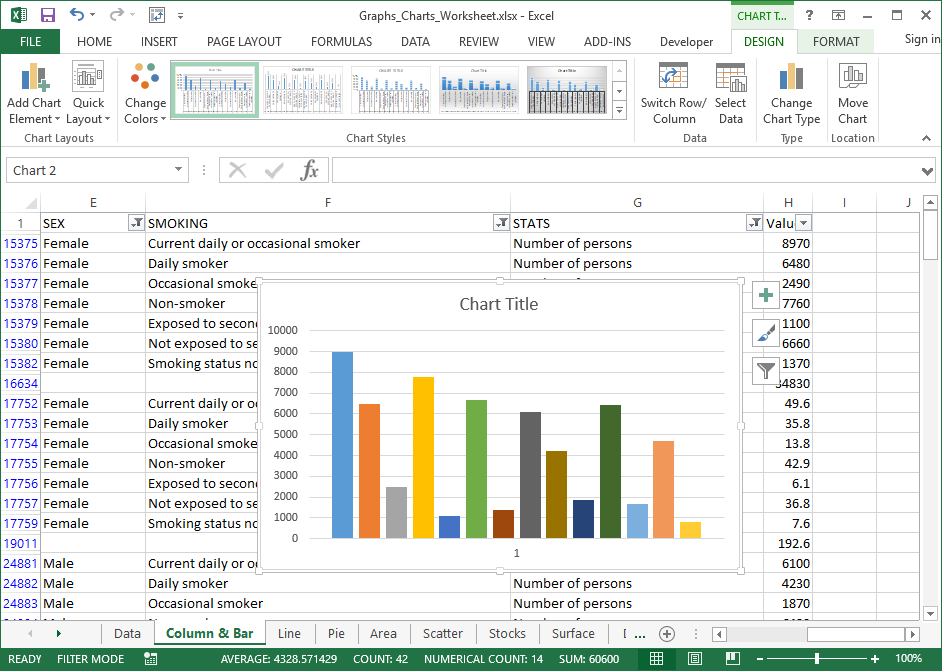 Graphs_Charts_Worksheet.xlsx - Excel
CHART T... ?
FILE HOME INSERT PAGE LAYOUT FORMULAS DATA REVIEW VIEW ADD-INS Developer DESIGN FORMAT Sign in
Add Chart Element Quick Layout Change Colors Switch Row/ Column Select Data Change Chart Type Move Chart
Chart Layouts Chart Styles Data Type Location
Chart 2 fx
E F G H I J
1 SEX SMOKING STATS Valu
15375 Female Current daily or occasional smoker Number of persons 8970
15376 Female Daily smoker Number of persons 6480
15377 Female Occasional smoke 2490
15378 Female Non-smoker 7760
15379 Female Exposed to secon 1100
15380 Female Not exposed to se 6660
15382 Female Smoking status no 1370
16634 34830
17752 Female Current daily or o 49.6
17753 Female Daily smoker 35.8
17754 Female Occasional smoke 13.8
17755 Female Non-smoker 42.9
17756 Female Exposed to secon 6.1
17757 Female Not exposed to se 36.8
17759 Female Smoking status no 7.6
19011 192.6
24881 Male Current daily or o 6100
24882 Male Daily smoker Number of persons 4230
24883 Male Occasional smoker Number of persons 1870
Chart Title
10000
9000
8000
7000
6000
5000
4000
3000
2000
1000
0
1
Data Column & Bar Line Pie Area Scatter Stocks Surface ...
READY FILTER MODE AVERAGE: 4328.571429 COUNT: 42 NUMERICAL COUNT: 14 SUM: 60600 100%